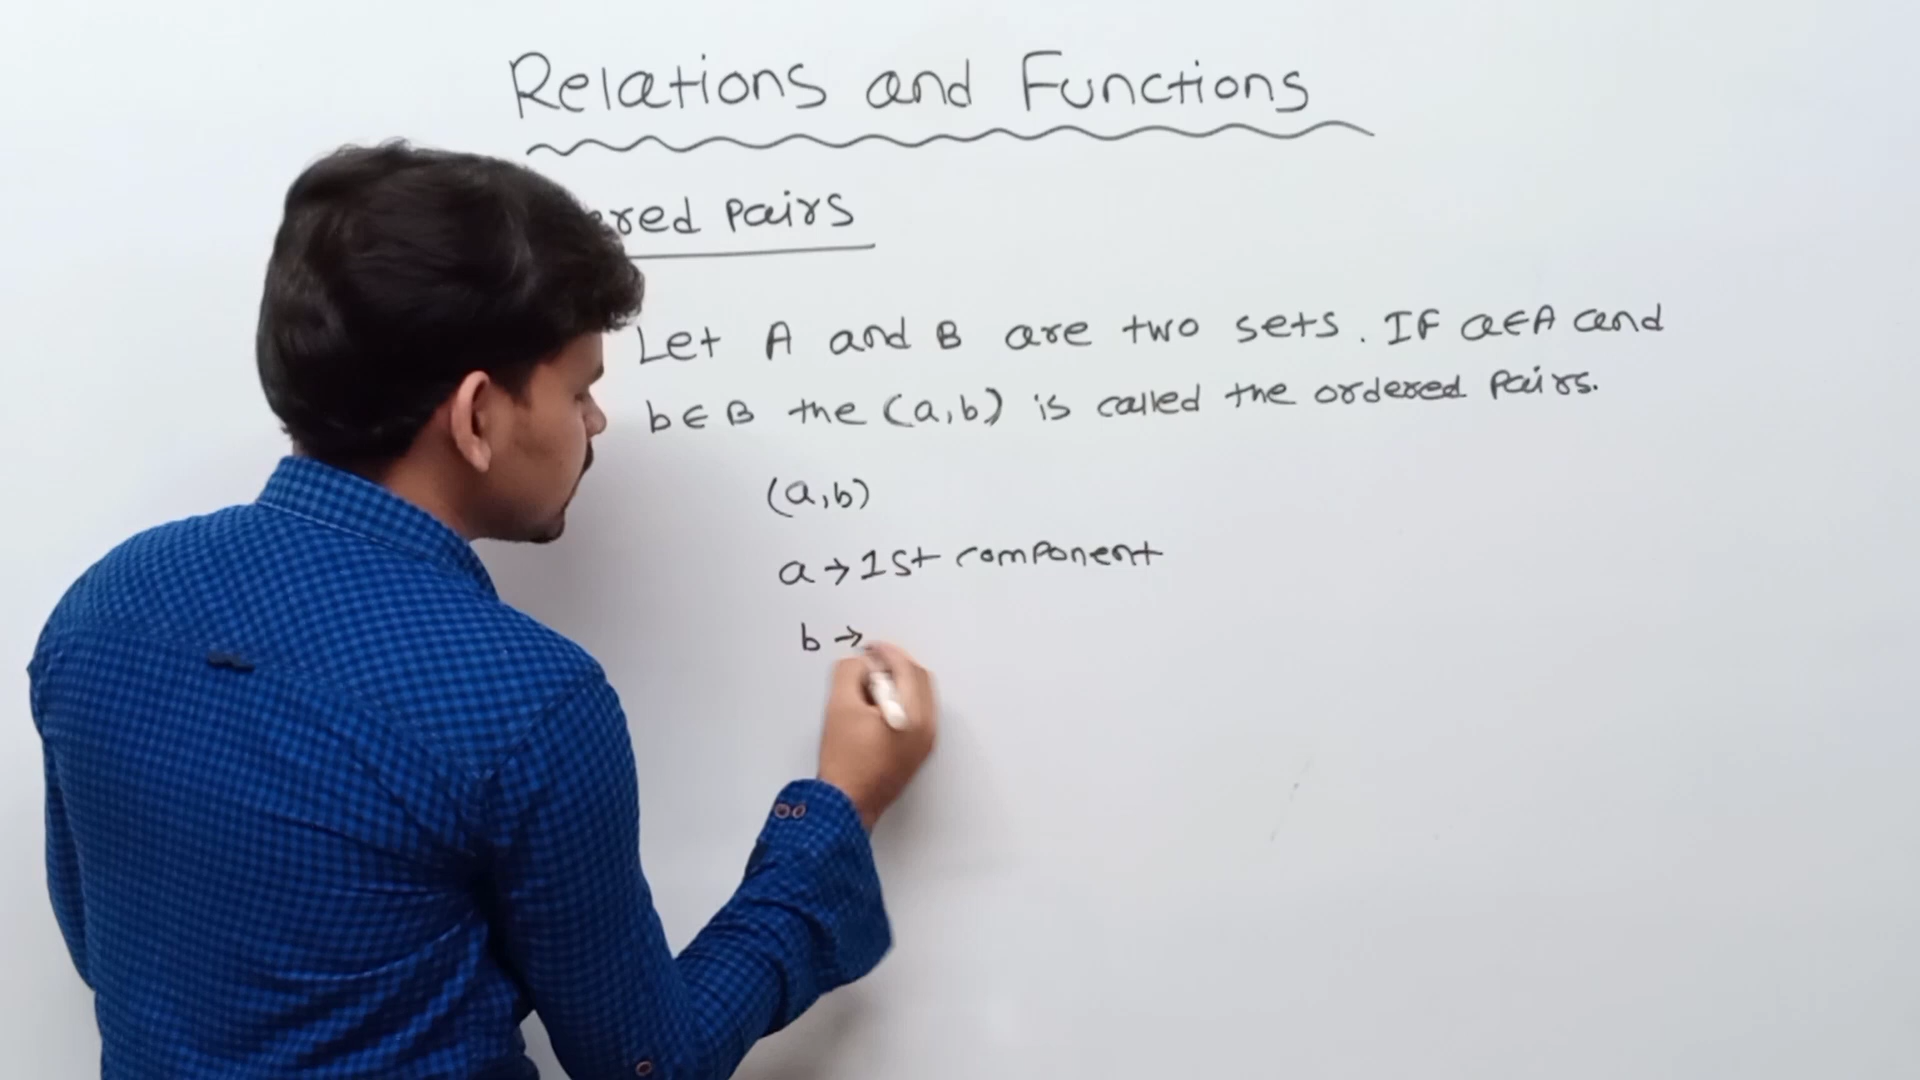 Relations and Functions
ered pairs
Let A and B are two sets. IF a∈A and
b∈B the (a,b) is called the ordered Pairs.
(a,b)
a→1st component
b→